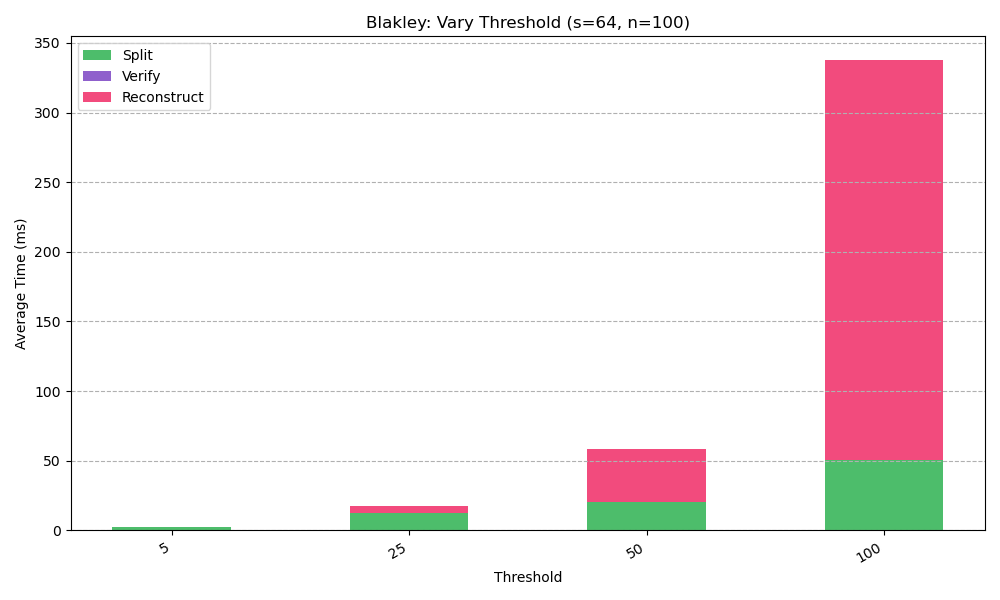 Blakley: Vary Threshold (s=64, n=100)
Split
Verify
Reconstruct
Average Time (ms)
350
300
250
200
150
100
50
0
5
25
50
100
Threshold